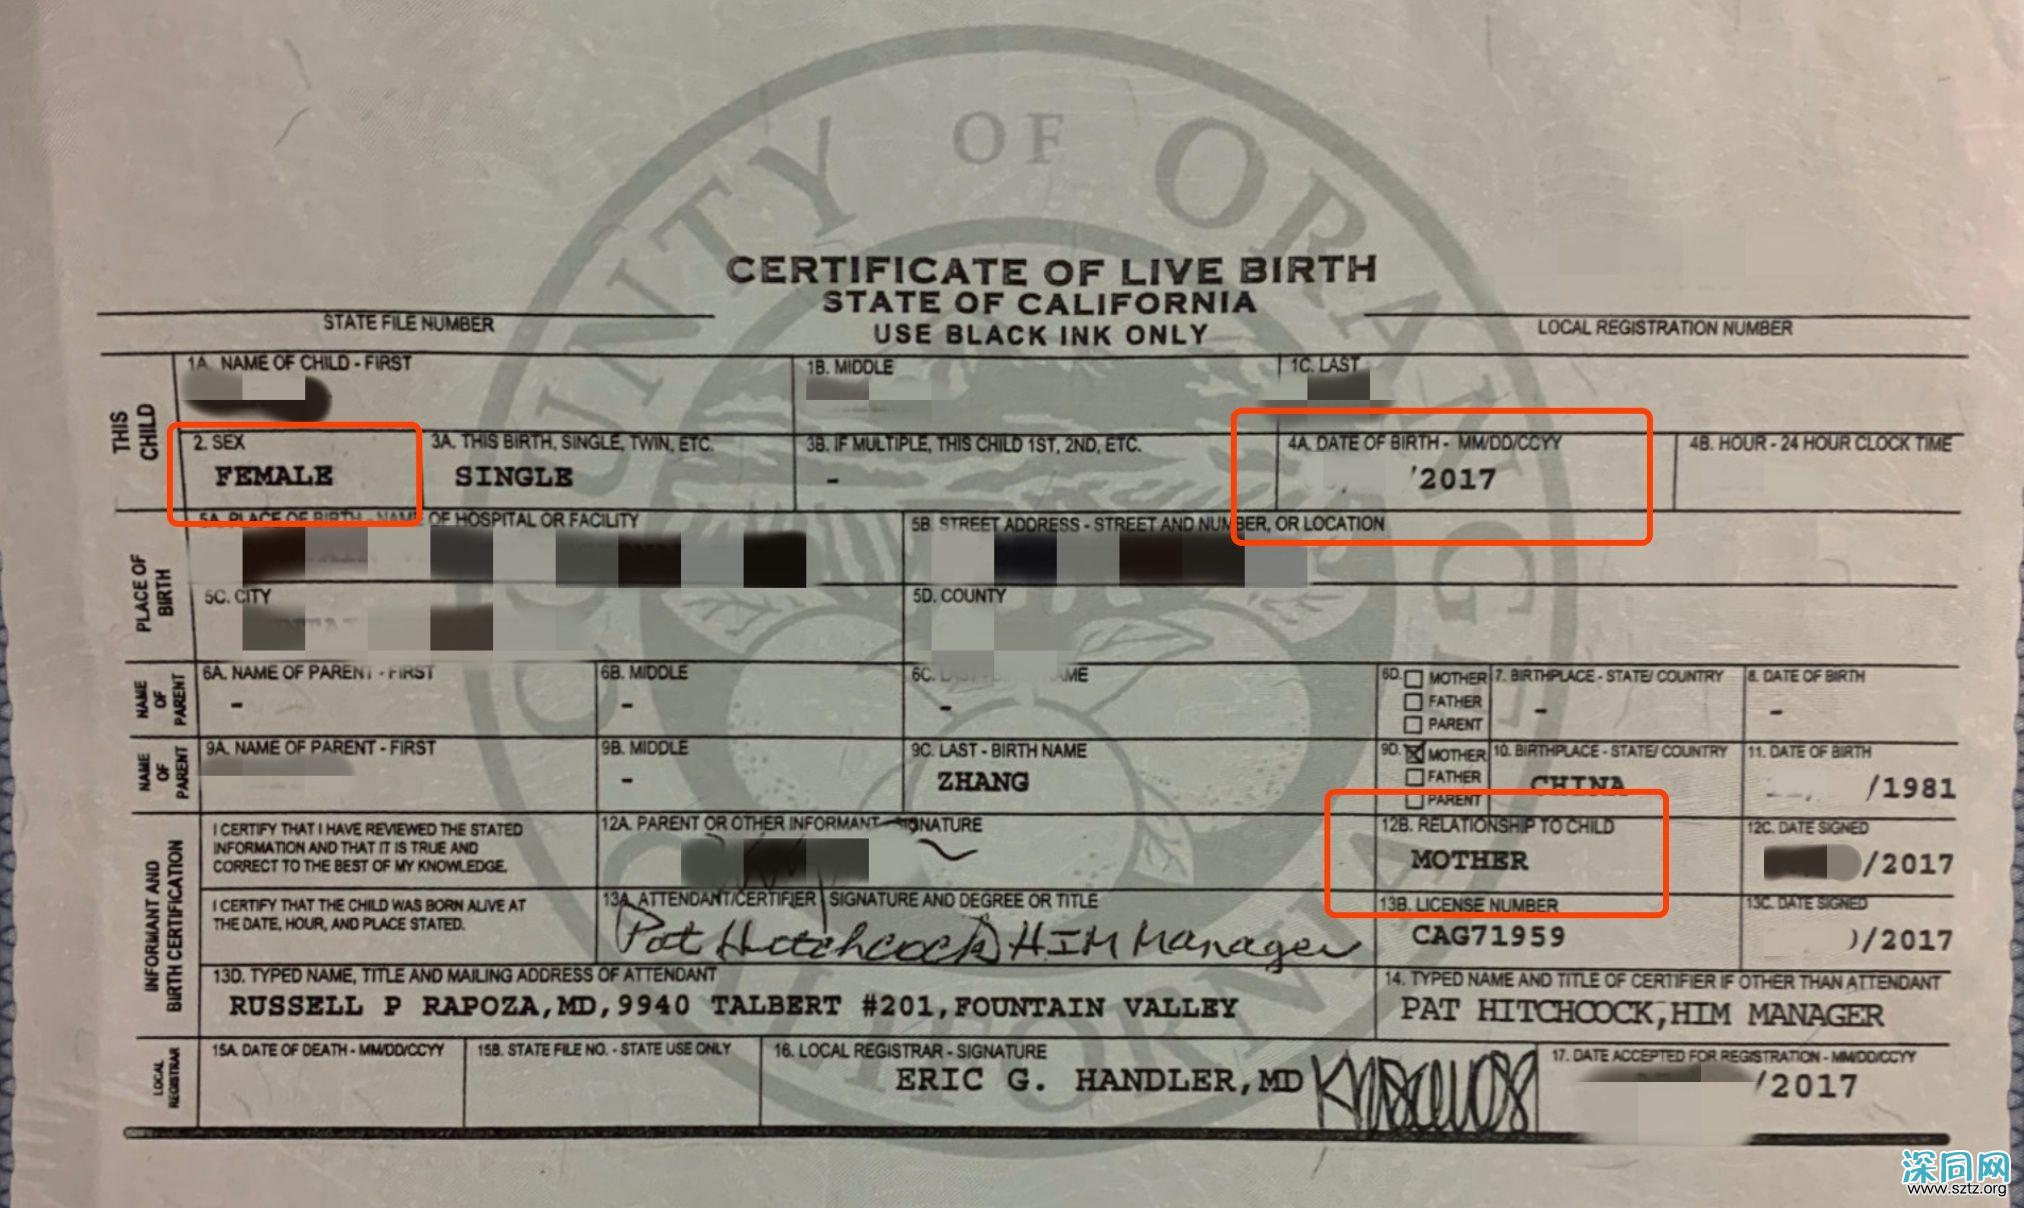 COUNTY OF ORANGE
CALIFORNIA
CERTIFICATE OF LIVE BIRTH
STATE OF CALIFORNIA
USE BLACK INK ONLY
STATE FILE NUMBER
LOCAL REGISTRATION NUMBER
THIS CHILD
1A. NAME OF CHILD - FIRST
1B. MIDDLE
1C. LAST
2. SEX
FEMALE
3A. THIS BIRTH, SINGLE, TWIN, ETC.
SINGLE
3B. IF MULTIPLE, THIS CHILD 1ST, 2ND, ETC.
-
4A. DATE OF BIRTH - MM/DD/CCYY
/2017
4B. HOUR - 24 HOUR CLOCK TIME
PLACE OF BIRTH
5A. PLACE OF BIRTH - NAME OF HOSPITAL OR FACILITY
5B. STREET ADDRESS - STREET AND NUMBER, OR LOCATION
5C. CITY
5D. COUNTY
NAME OF PARENT
6A. NAME OF PARENT - FIRST
-
6B. MIDDLE
-
6C.
-
6D. MOTHER
FATHER
PARENT
7. BIRTHPLACE - STATE/ COUNTRY
-
8. DATE OF BIRTH
-
NAME OF PARENT
9A. NAME OF PARENT - FIRST
9B. MIDDLE
-
9C. LAST - BIRTH NAME
ZHANG
9D. MOTHER
FATHER
PARENT
10. BIRTHPLACE - STATE/ COUNTRY
CHINA
11. DATE OF BIRTH
/1981
INFORMANT AND BIRTH CERTIFICATION
I CERTIFY THAT I HAVE REVIEWED THE STATED
INFORMATION AND THAT IT IS TRUE AND
CORRECT TO THE BEST OF MY KNOWLEDGE.
12A. PARENT OR OTHER INFORMANT - SIGNATURE
12B. RELATIONSHIP TO CHILD
MOTHER
12C. DATE SIGNED
/2017
I CERTIFY THAT THE CHILD WAS BORN ALIVE AT
THE DATE, HOUR, AND PLACE STATED.
13A. ATTENDANT/CERTIFIER SIGNATURE AND DEGREE OR TITLE
Pat Hitchcock HIM Manager
13B. LICENSE NUMBER
CAG71959
13C. DATE SIGNED
/2017
13D. TYPED NAME, TITLE AND MAILING ADDRESS OF ATTENDANT
RUSSELL P RAPOZA,MD,9940 TALBERT #201,FOUNTAIN VALLEY
14. TYPED NAME AND TITLE OF CERTIFIER IF OTHER THAN ATTENDANT
PAT HITCHCOCK,HIM MANAGER
LOCAL REGISTRAR
15A. DATE OF DEATH - MM/DD/CCYY
15B. STATE FILE NO. - STATE USE ONLY
16. LOCAL REGISTRAR - SIGNATURE
ERIC G. HANDLER,MD
17. DATE ACCEPTED FOR REGISTRATION - MM/DD/CCYY
/2017
深同网
www.sztz.org